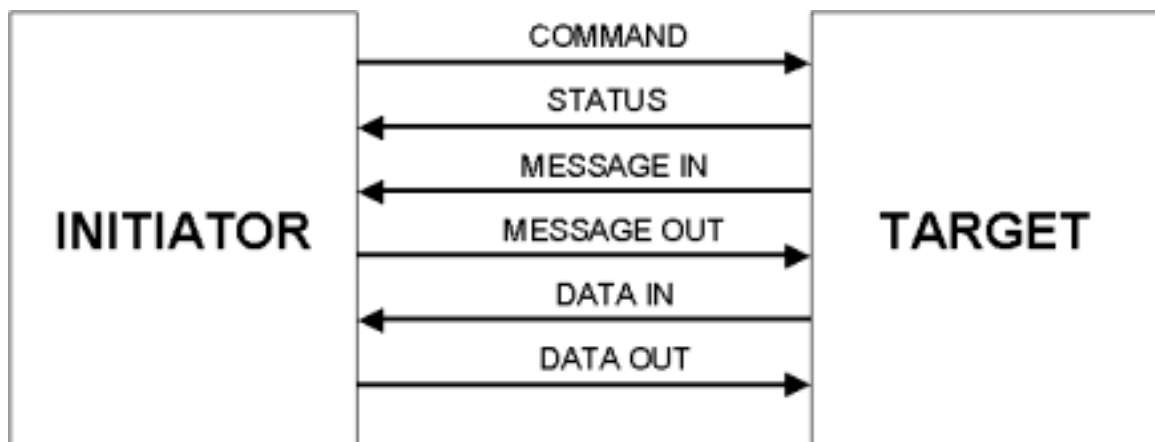 COMMAND
STATUS
MESSAGE IN
INITIATOR
MESSAGE OUT
TARGET
DATA IN
DATA OUT